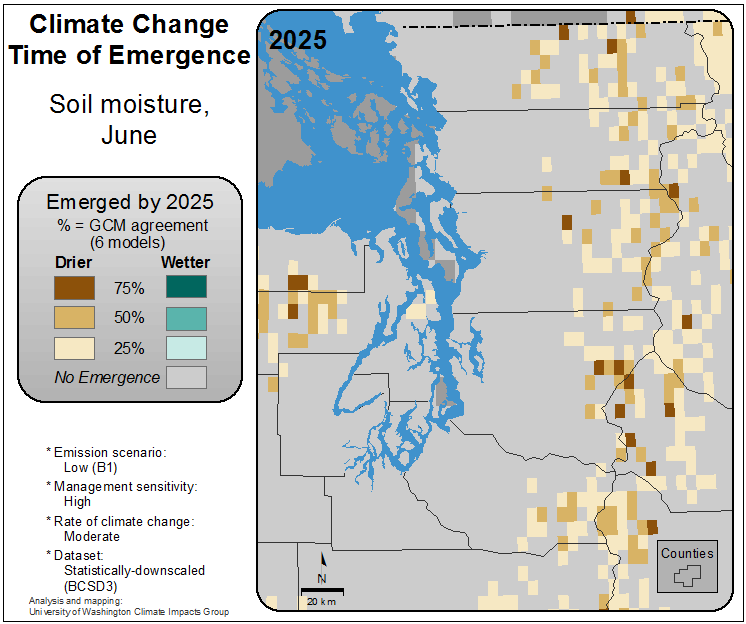 Climate Change
Time of Emergence
Soil moisture,
June
Emerged by 2025
% = GCM agreement
(6 models)
Drier Wetter
75%
50%
25%
No Emergence
* Emission scenario:
Low (B1)
* Management sensitivity:
High
* Rate of climate change:
Moderate
* Dataset:
Statistically-downscaled
(BCSD3)
Analysis and mapping:
University of Washington Climate Impacts Group
2025
N
20 km
Counties